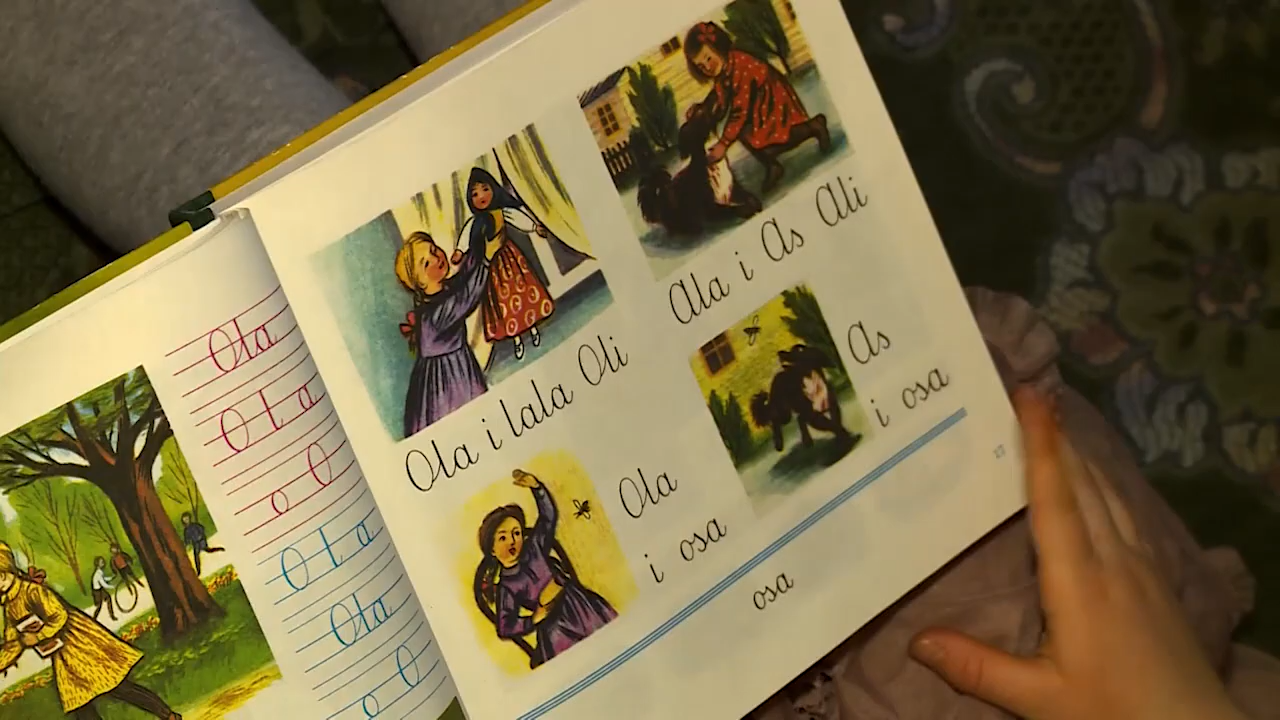 Ola
O l a
o O
O l a
Ola
o O
Ola i lala Oli
Ala i As Ali
Ola
i osa
As
i osa
osa